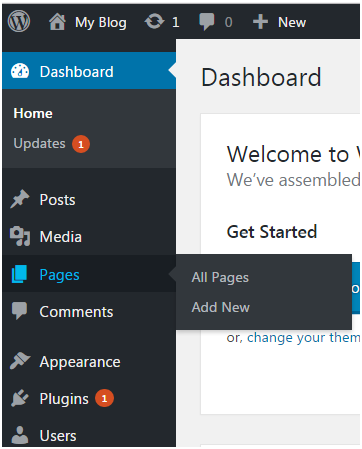 My Blog 1 0 + New
Dashboard
Home
Updates 1
Posts
Media
Pages
Comments
Appearance
Plugins 1
Users
Dashboard
Welcome to
We've assembled
Get Started
All Pages
Add New
or, change your them